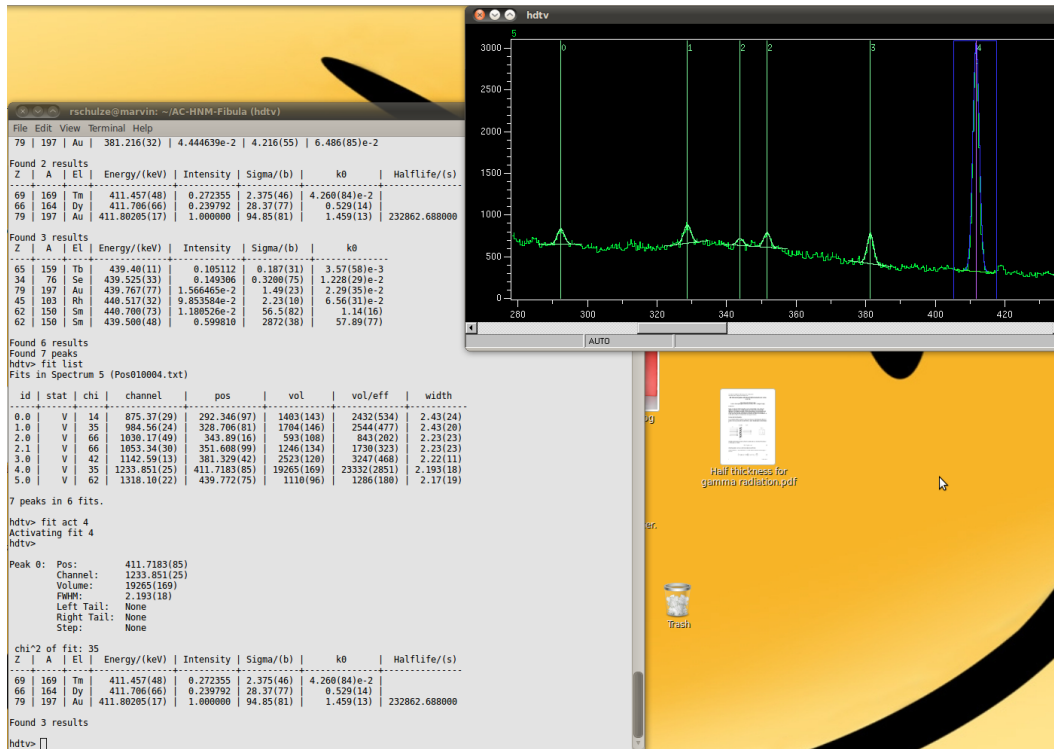 hdtv
5
0 1 2 2 3 4
3000
2500
2000
1500
1000
500
0
280 300 320 340 360 380 400 420
AUTO
rschulze@marvin: ~/AC-HNM-Fibula (hdtv)
File Edit View Terminal Help
79 | 197 | Au | 381.216(32) | 4.444639e-2 | 4.216(55) | 6.486(85)e-2
Found 2 results
Z | A | El | Energy/(keV) | Intensity | Sigma/(b) | k0 | Halflife/(s)
69 | 169 | Tm | 411.457(48) | 0.272355 | 2.375(46) | 4.260(84)e-2 |
66 | 164 | Dy | 411.706(66) | 0.239792 | 28.37(77) | 0.529(14) |
79 | 197 | Au | 411.80205(17) | 1.000000 | 94.85(81) | 1.459(13) | 232862.688000
Found 3 results
Z | A | El | Energy/(keV) | Intensity | Sigma/(b) | k0
65 | 159 | Tb | 439.40(11) | 0.105112 | 0.187(31) | 3.57(58)e-3
34 | 76 | Se | 439.525(33) | 0.149306 | 0.3200(75) | 1.228(29)e-2
79 | 197 | Au | 439.767(77) | 1.566465e-2 | 1.49(23) | 2.29(35)e-2
45 | 103 | Rh | 440.517(32) | 9.853584e-2 | 2.23(10) | 6.56(31)e-2
62 | 150 | Sm | 440.700(73) | 1.180526e-2 | 56.5(82) | 1.14(16)
62 | 150 | Sm | 439.500(48) | 0.599810 | 2872(38) | 57.89(77)
Found 6 results
Found 7 peaks
hdtv> fit list
Fits in Spectrum 5 (Pos010004.txt)
id | stat | chi | channel | pos | vol | vol/eff | width
0.0 | V | 14 | 875.37(29) | 292.346(97) | 1403(143) | 2432(534) | 2.43(24)
1.0 | V | 35 | 984.56(24) | 328.706(81) | 1704(146) | 2544(477) | 2.43(20)
2.0 | V | 66 | 1030.17(49) | 343.89(16) | 593(108) | 843(202) | 2.23(23)
2.1 | V | 66 | 1053.34(30) | 351.608(99) | 1246(134) | 1730(323) | 2.23(23)
3.0 | V | 42 | 1142.59(13) | 381.329(42) | 2523(120) | 3247(468) | 2.22(11)
4.0 | V | 35 | 1233.851(25) | 411.7183(85) | 19265(169) | 23332(2851) | 2.193(18)
5.0 | V | 62 | 1318.10(22) | 439.772(75) | 1110(96) | 1286(180) | 2.17(19)
7 peaks in 6 fits.
hdtv> fit act 4
Activating fit 4
hdtv>
Peak 0: Pos: 411.7183(85)
Channel: 1233.851(25)
Volume: 19265(169)
FWHM: 2.193(18)
Left Tail: None
Right Tail: None
Step: None
chi^2 of fit: 35
Z | A | El | Energy/(keV) | Intensity | Sigma/(b) | k0 | Halflife/(s)
69 | 169 | Tm | 411.457(48) | 0.272355 | 2.375(46) | 4.260(84)e-2 |
66 | 164 | Dy | 411.706(66) | 0.239792 | 28.37(77) | 0.529(14) |
79 | 197 | Au | 411.80205(17) | 1.000000 | 94.85(81) | 1.459(13) | 232862.688000
Found 3 results
hdtv>
Half thickness for
gamma radiation.pdf
Trash